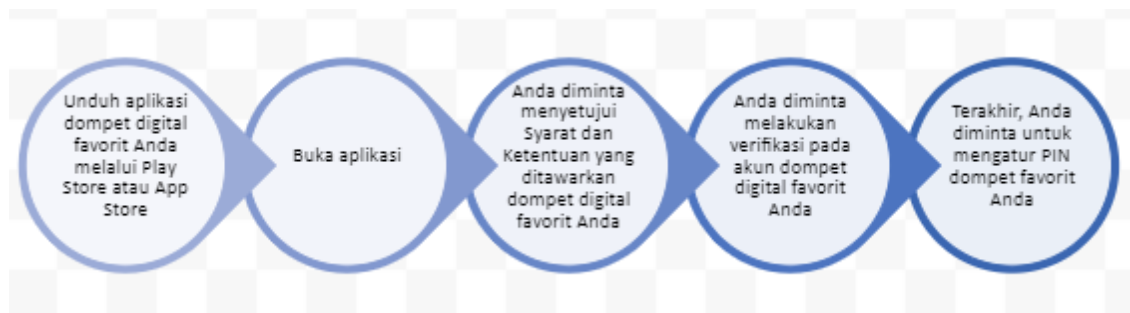 Unduh aplikasi
dompet digital
favorit Anda
melalui Play
Store atau App
Store
Buka aplikasi
Anda diminta
menyetujui
Syarat dan
Ketentuan yang
ditawarkan
dompet digital
favorit Anda
Anda diminta
melakukan
verifikasi pada
akun dompet
digital favorit
Anda
Terakhir, Anda
diminta untuk
mengatur PIN
dompet favorit
Anda